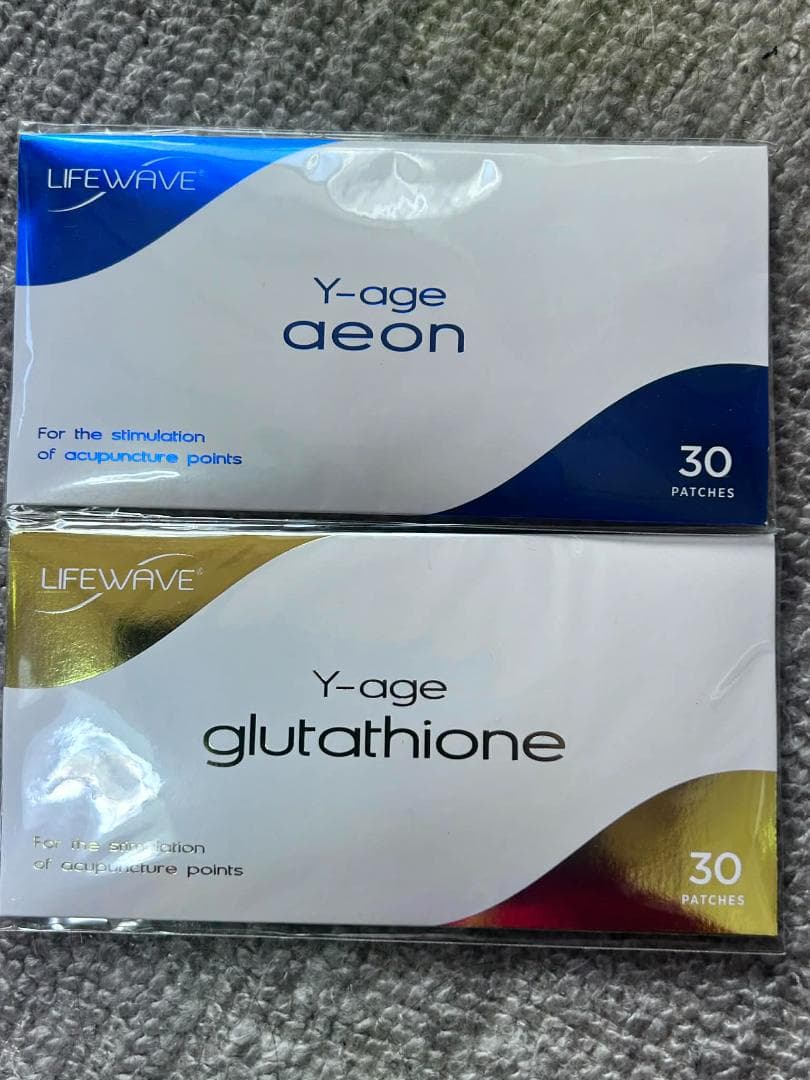 LIFEWAVE®
Y-age
aeon
For the stimulation
of acupuncture points
30
PATCHES
LIFEWAVE®
Y-age
glutathione
For the stimulation
of acupuncture points
30
PATCHES